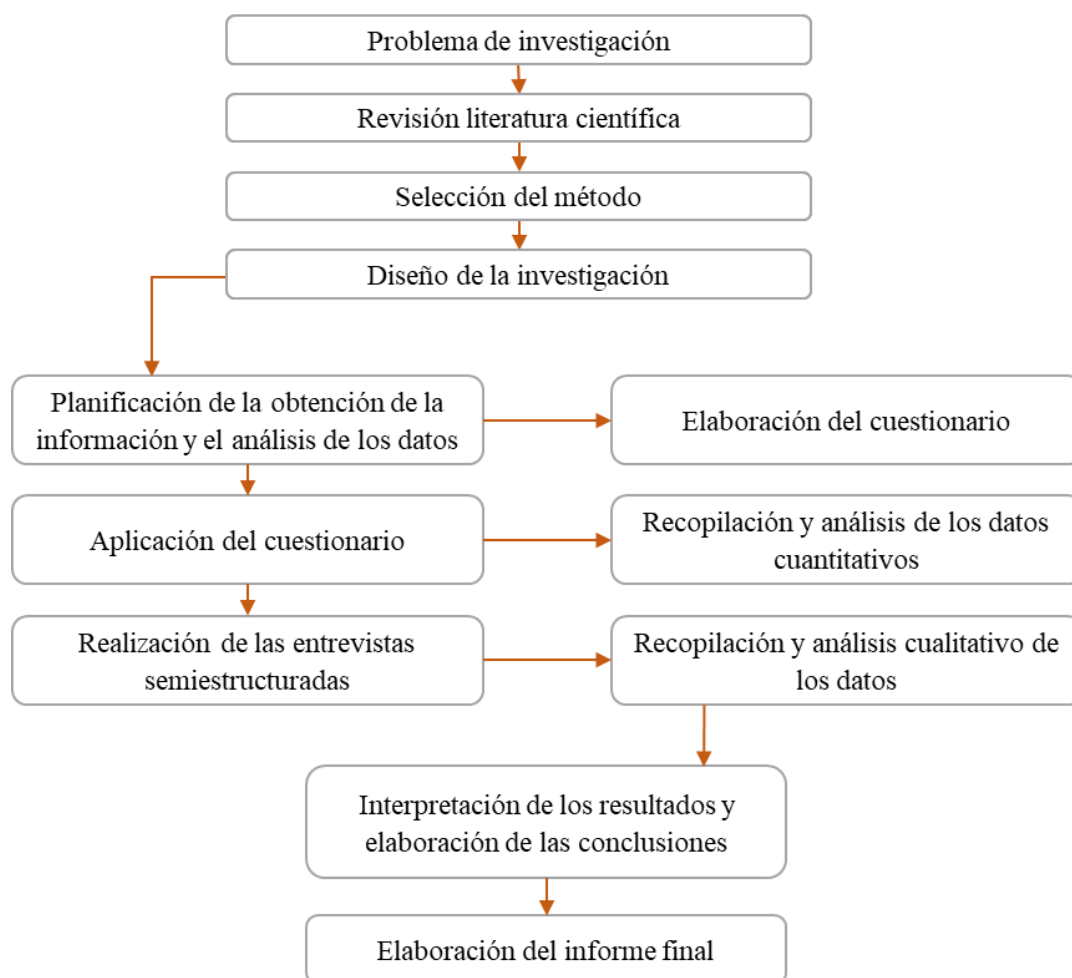 Problema de investigación
Revisión literatura científica
Selección del método
Diseño de la investigación
Planificación de la obtención de la
información y el análisis de los datos
Elaboración del cuestionario
Aplicación del cuestionario
Recopilación y análisis de los datos
cuantitativos
Realización de las entrevistas
semiestructuradas
Recopilación y análisis cualitativo de
los datos
Interpretación de los resultados y
elaboración de las conclusiones
Elaboración del informe final